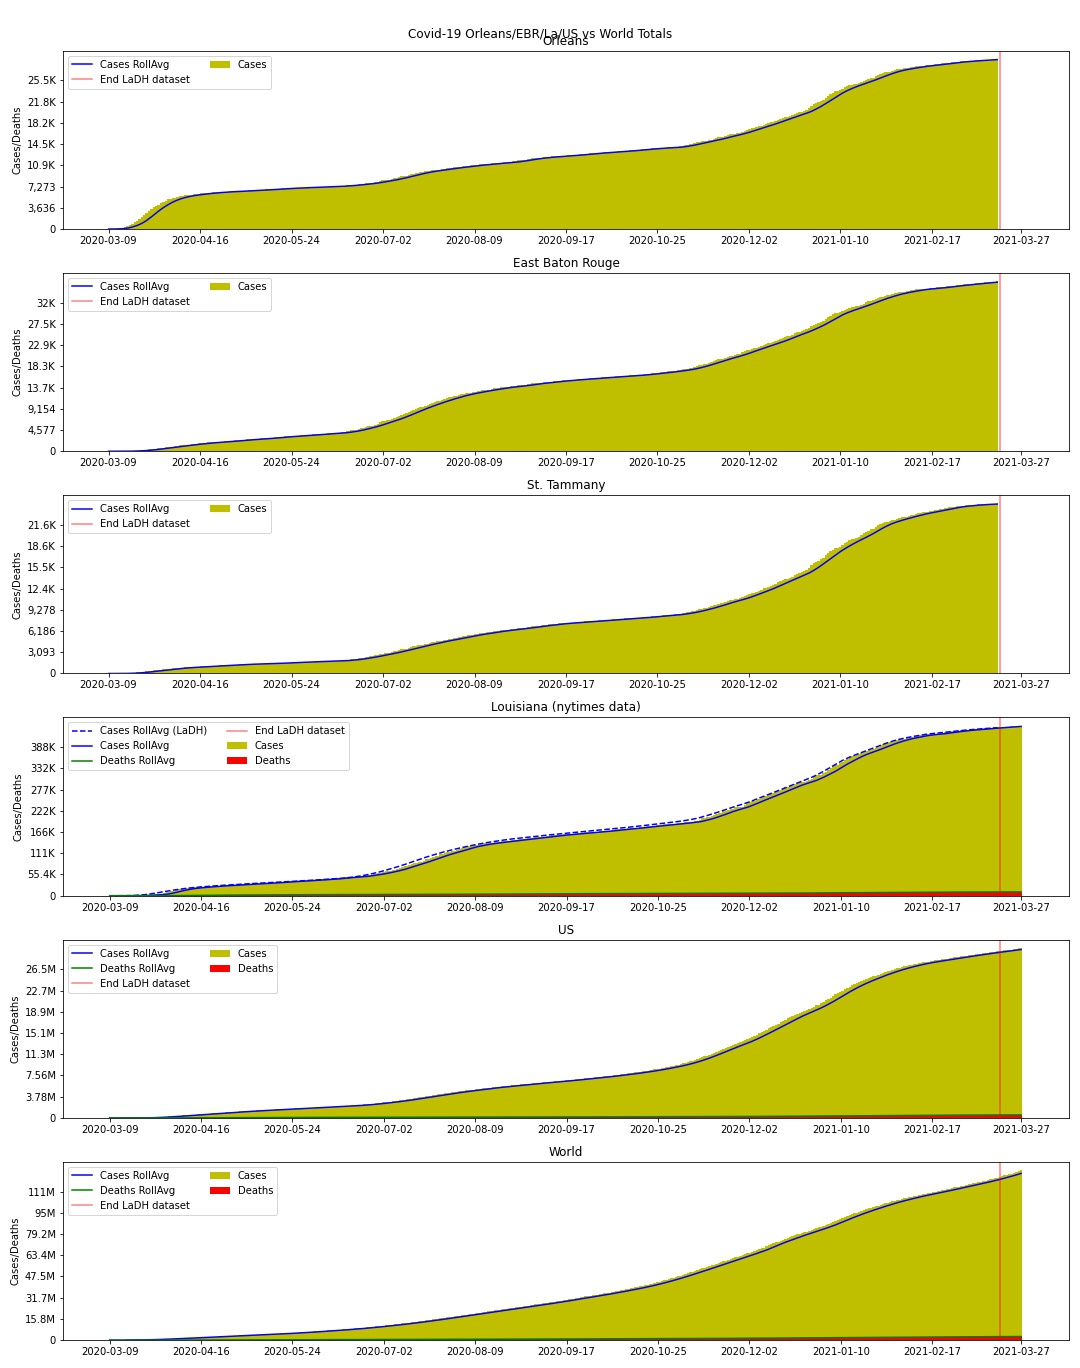 Covid-19 Orleans/EBR/La/US vs World Totals
Orleans
Cases RollAvg
End LaDH dataset
Cases
Cases/Deaths
25.5K
21.8K
18.2K
14.5K
10.9K
7,273
3,636
0
2020-03-09 2020-04-16 2020-05-24 2020-07-02 2020-08-09 2020-09-17 2020-10-25 2020-12-02 2021-01-10 2021-02-17 2021-03-27
East Baton Rouge
Cases RollAvg
End LaDH dataset
Cases
Cases/Deaths
32K
27.5K
22.9K
18.3K
13.7K
9,154
4,577
0
2020-03-09 2020-04-16 2020-05-24 2020-07-02 2020-08-09 2020-09-17 2020-10-25 2020-12-02 2021-01-10 2021-02-17 2021-03-27
St. Tammany
Cases RollAvg
End LaDH dataset
Cases
Cases/Deaths
21.6K
18.6K
15.5K
12.4K
9,278
6,186
3,093
0
2020-03-09 2020-04-16 2020-05-24 2020-07-02 2020-08-09 2020-09-17 2020-10-25 2020-12-02 2021-01-10 2021-02-17 2021-03-27
Louisiana (nytimes data)
Cases RollAvg (LaDH)
Cases RollAvg
Deaths RollAvg
End LaDH dataset
Cases
Deaths
Cases/Deaths
388K
332K
277K
222K
166K
111K
55.4K
0
2020-03-09 2020-04-16 2020-05-24 2020-07-02 2020-08-09 2020-09-17 2020-10-25 2020-12-02 2021-01-10 2021-02-17 2021-03-27
US
Cases RollAvg
Deaths RollAvg
End LaDH dataset
Cases
Deaths
Cases/Deaths
26.5M
22.7M
18.9M
15.1M
11.3M
7.56M
3.78M
0
2020-03-09 2020-04-16 2020-05-24 2020-07-02 2020-08-09 2020-09-17 2020-10-25 2020-12-02 2021-01-10 2021-02-17 2021-03-27
World
Cases RollAvg
Deaths RollAvg
End LaDH dataset
Cases
Deaths
Cases/Deaths
111M
95M
79.2M
63.4M
47.5M
31.7M
15.8M
0
2020-03-09 2020-04-16 2020-05-24 2020-07-02 2020-08-09 2020-09-17 2020-10-25 2020-12-02 2021-01-10 2021-02-17 2021-03-27